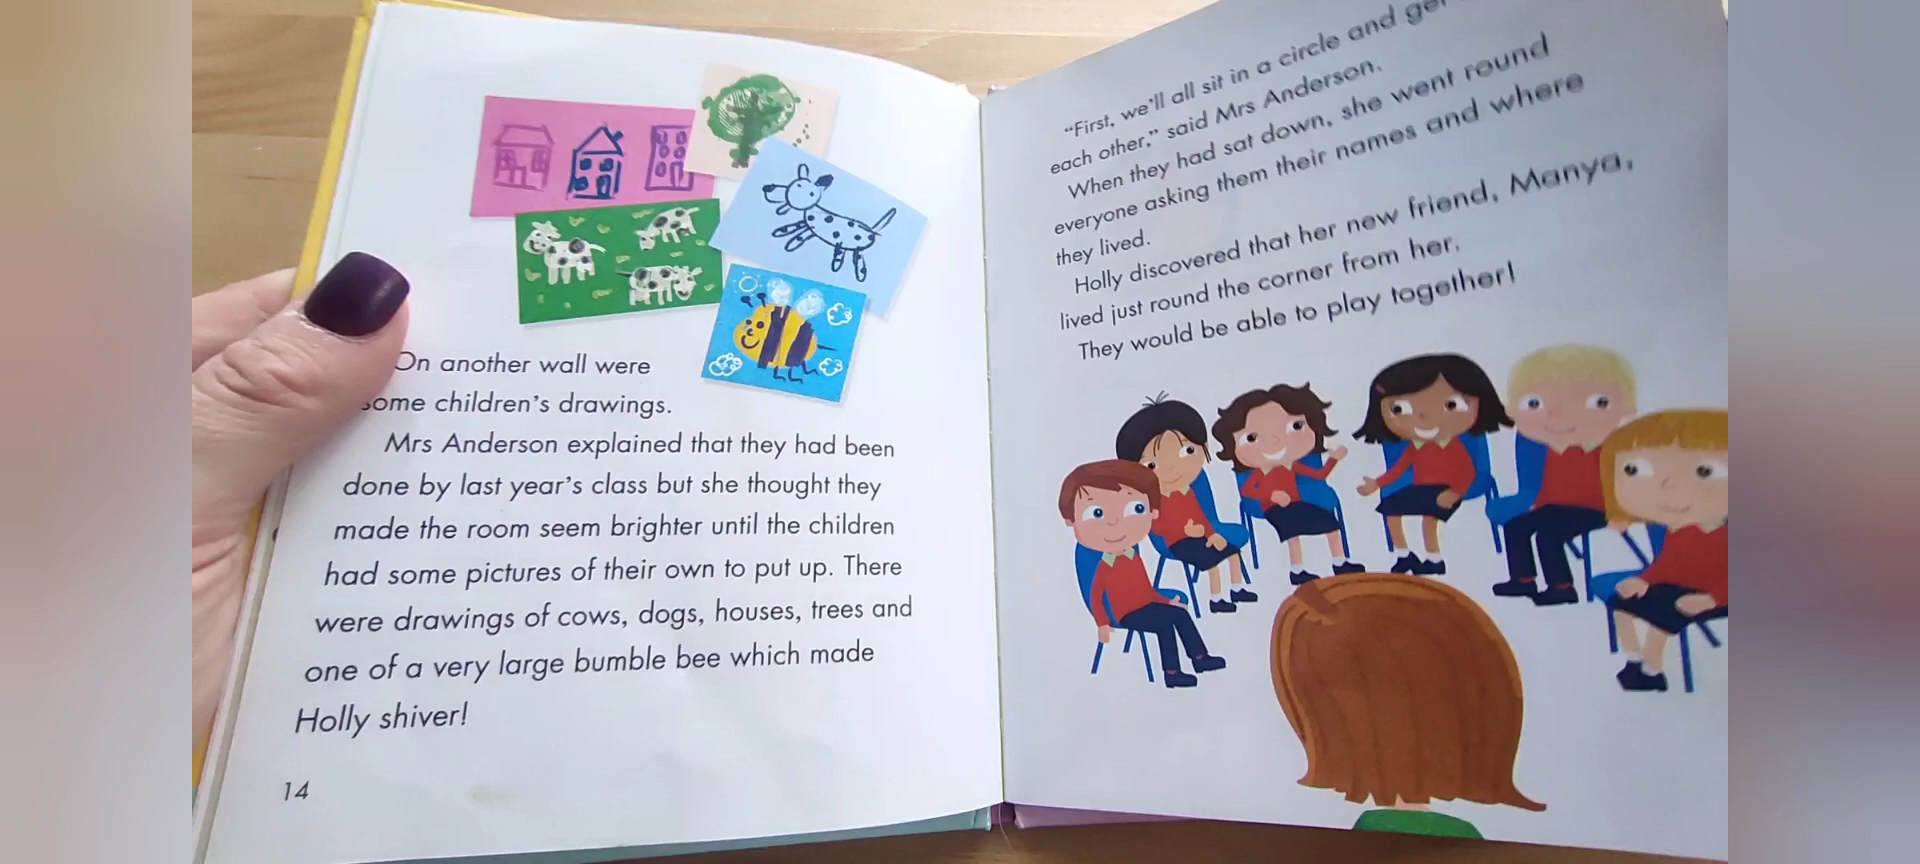 On another wall were
some children's drawings.
Mrs Anderson explained that they had been
done by last year's class but she thought they
made the room seem brighter until the children
had some pictures of their own to put up. There
were drawings of cows, dogs, houses, trees and
one of a very large bumble bee which made
Holly shiver!
14
"First, we'll all sit in a circle and get
each other," said Mrs Anderson.
When they had sat down, she went round
everyone asking them their names and where
they lived.
Holly discovered that her new friend, Manya,
lived just round the corner from her.
They would be able to play together!